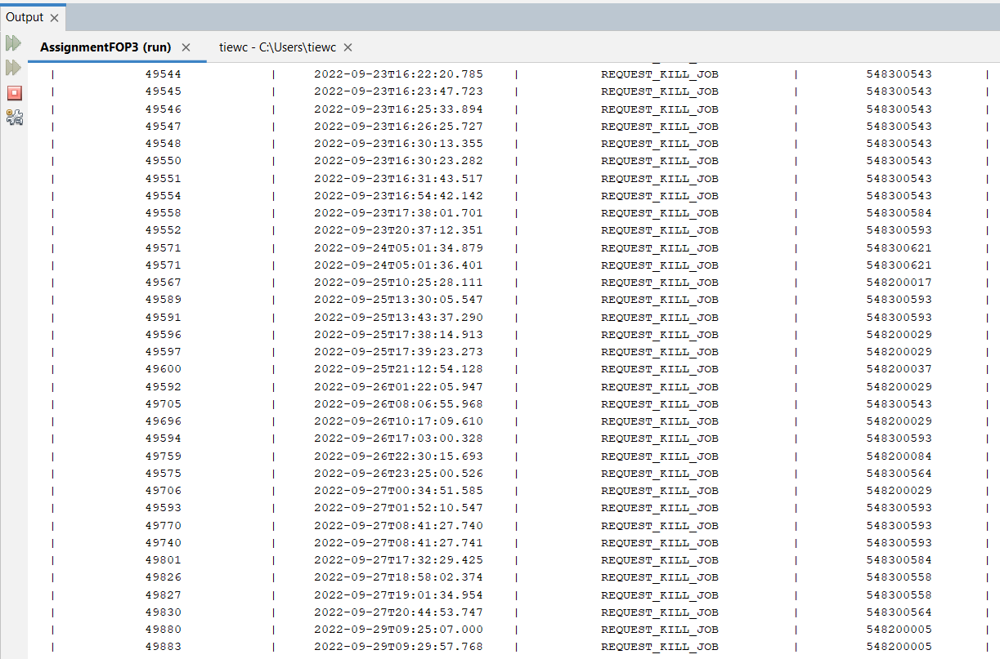 Output
AssignmentFOP3 (run) tiewc - C:\Users\tiewc
| 49544 | 2022-09-23T16:22:20.785 | REQUEST_KILL_JOB | 548300543 |
| 49545 | 2022-09-23T16:23:47.723 | REQUEST_KILL_JOB | 548300543 |
| 49546 | 2022-09-23T16:25:33.894 | REQUEST_KILL_JOB | 548300543 |
| 49547 | 2022-09-23T16:26:25.727 | REQUEST_KILL_JOB | 548300543 |
| 49548 | 2022-09-23T16:30:13.355 | REQUEST_KILL_JOB | 548300543 |
| 49550 | 2022-09-23T16:30:23.282 | REQUEST_KILL_JOB | 548300543 |
| 49551 | 2022-09-23T16:31:43.517 | REQUEST_KILL_JOB | 548300543 |
| 49554 | 2022-09-23T16:54:42.142 | REQUEST_KILL_JOB | 548300543 |
| 49558 | 2022-09-23T17:38:01.701 | REQUEST_KILL_JOB | 548300584 |
| 49552 | 2022-09-23T20:37:12.351 | REQUEST_KILL_JOB | 548300593 |
| 49571 | 2022-09-24T05:01:34.879 | REQUEST_KILL_JOB | 548300621 |
| 49571 | 2022-09-24T05:01:36.401 | REQUEST_KILL_JOB | 548300621 |
| 49567 | 2022-09-25T10:25:28.111 | REQUEST_KILL_JOB | 548200017 |
| 49589 | 2022-09-25T13:30:05.547 | REQUEST_KILL_JOB | 548300593 |
| 49591 | 2022-09-25T13:43:37.290 | REQUEST_KILL_JOB | 548300593 |
| 49596 | 2022-09-25T17:38:14.913 | REQUEST_KILL_JOB | 548200029 |
| 49597 | 2022-09-25T17:39:23.273 | REQUEST_KILL_JOB | 548200029 |
| 49600 | 2022-09-25T21:12:54.128 | REQUEST_KILL_JOB | 548200037 |
| 49592 | 2022-09-26T01:22:05.947 | REQUEST_KILL_JOB | 548200029 |
| 49705 | 2022-09-26T08:06:55.968 | REQUEST_KILL_JOB | 548300543 |
| 49696 | 2022-09-26T10:17:09.610 | REQUEST_KILL_JOB | 548200029 |
| 49594 | 2022-09-26T17:03:00.328 | REQUEST_KILL_JOB | 548300593 |
| 49759 | 2022-09-26T22:30:15.693 | REQUEST_KILL_JOB | 548200084 |
| 49575 | 2022-09-26T23:25:00.526 | REQUEST_KILL_JOB | 548300564 |
| 49706 | 2022-09-27T00:34:51.585 | REQUEST_KILL_JOB | 548200029 |
| 49593 | 2022-09-27T01:52:10.547 | REQUEST_KILL_JOB | 548300593 |
| 49770 | 2022-09-27T08:41:27.740 | REQUEST_KILL_JOB | 548300593 |
| 49740 | 2022-09-27T08:41:27.741 | REQUEST_KILL_JOB | 548300593 |
| 49801 | 2022-09-27T17:32:29.425 | REQUEST_KILL_JOB | 548300584 |
| 49826 | 2022-09-27T18:58:02.374 | REQUEST_KILL_JOB | 548300558 |
| 49827 | 2022-09-27T19:01:34.954 | REQUEST_KILL_JOB | 548300558 |
| 49830 | 2022-09-27T20:44:53.747 | REQUEST_KILL_JOB | 548300564 |
| 49880 | 2022-09-29T09:25:07.000 | REQUEST_KILL_JOB | 548200005 |
| 49883 | 2022-09-29T09:29:57.768 | REQUEST_KILL_JOB | 548200005 |